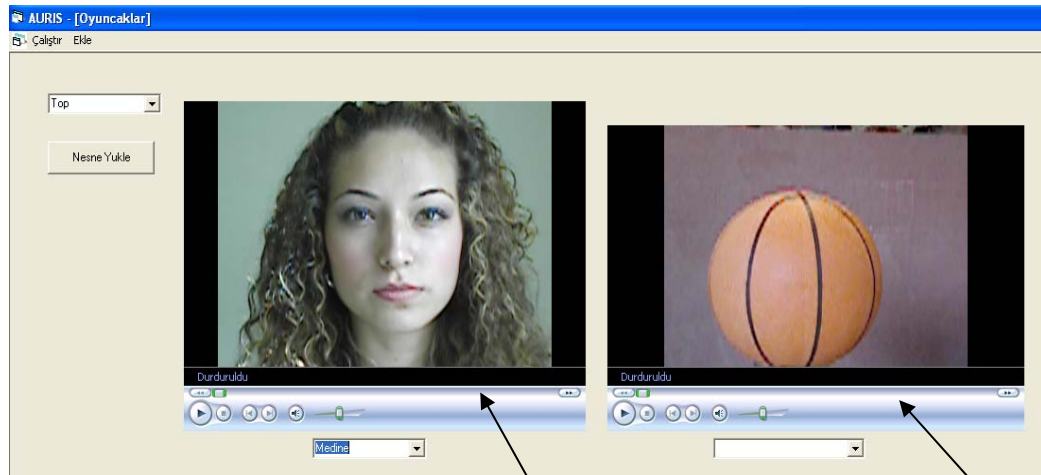 AURIS - [Oyuncaklar]
Çalıştır Ekle
Top
Nesne Yukle
Durduruldu
Durduruldu
Medine